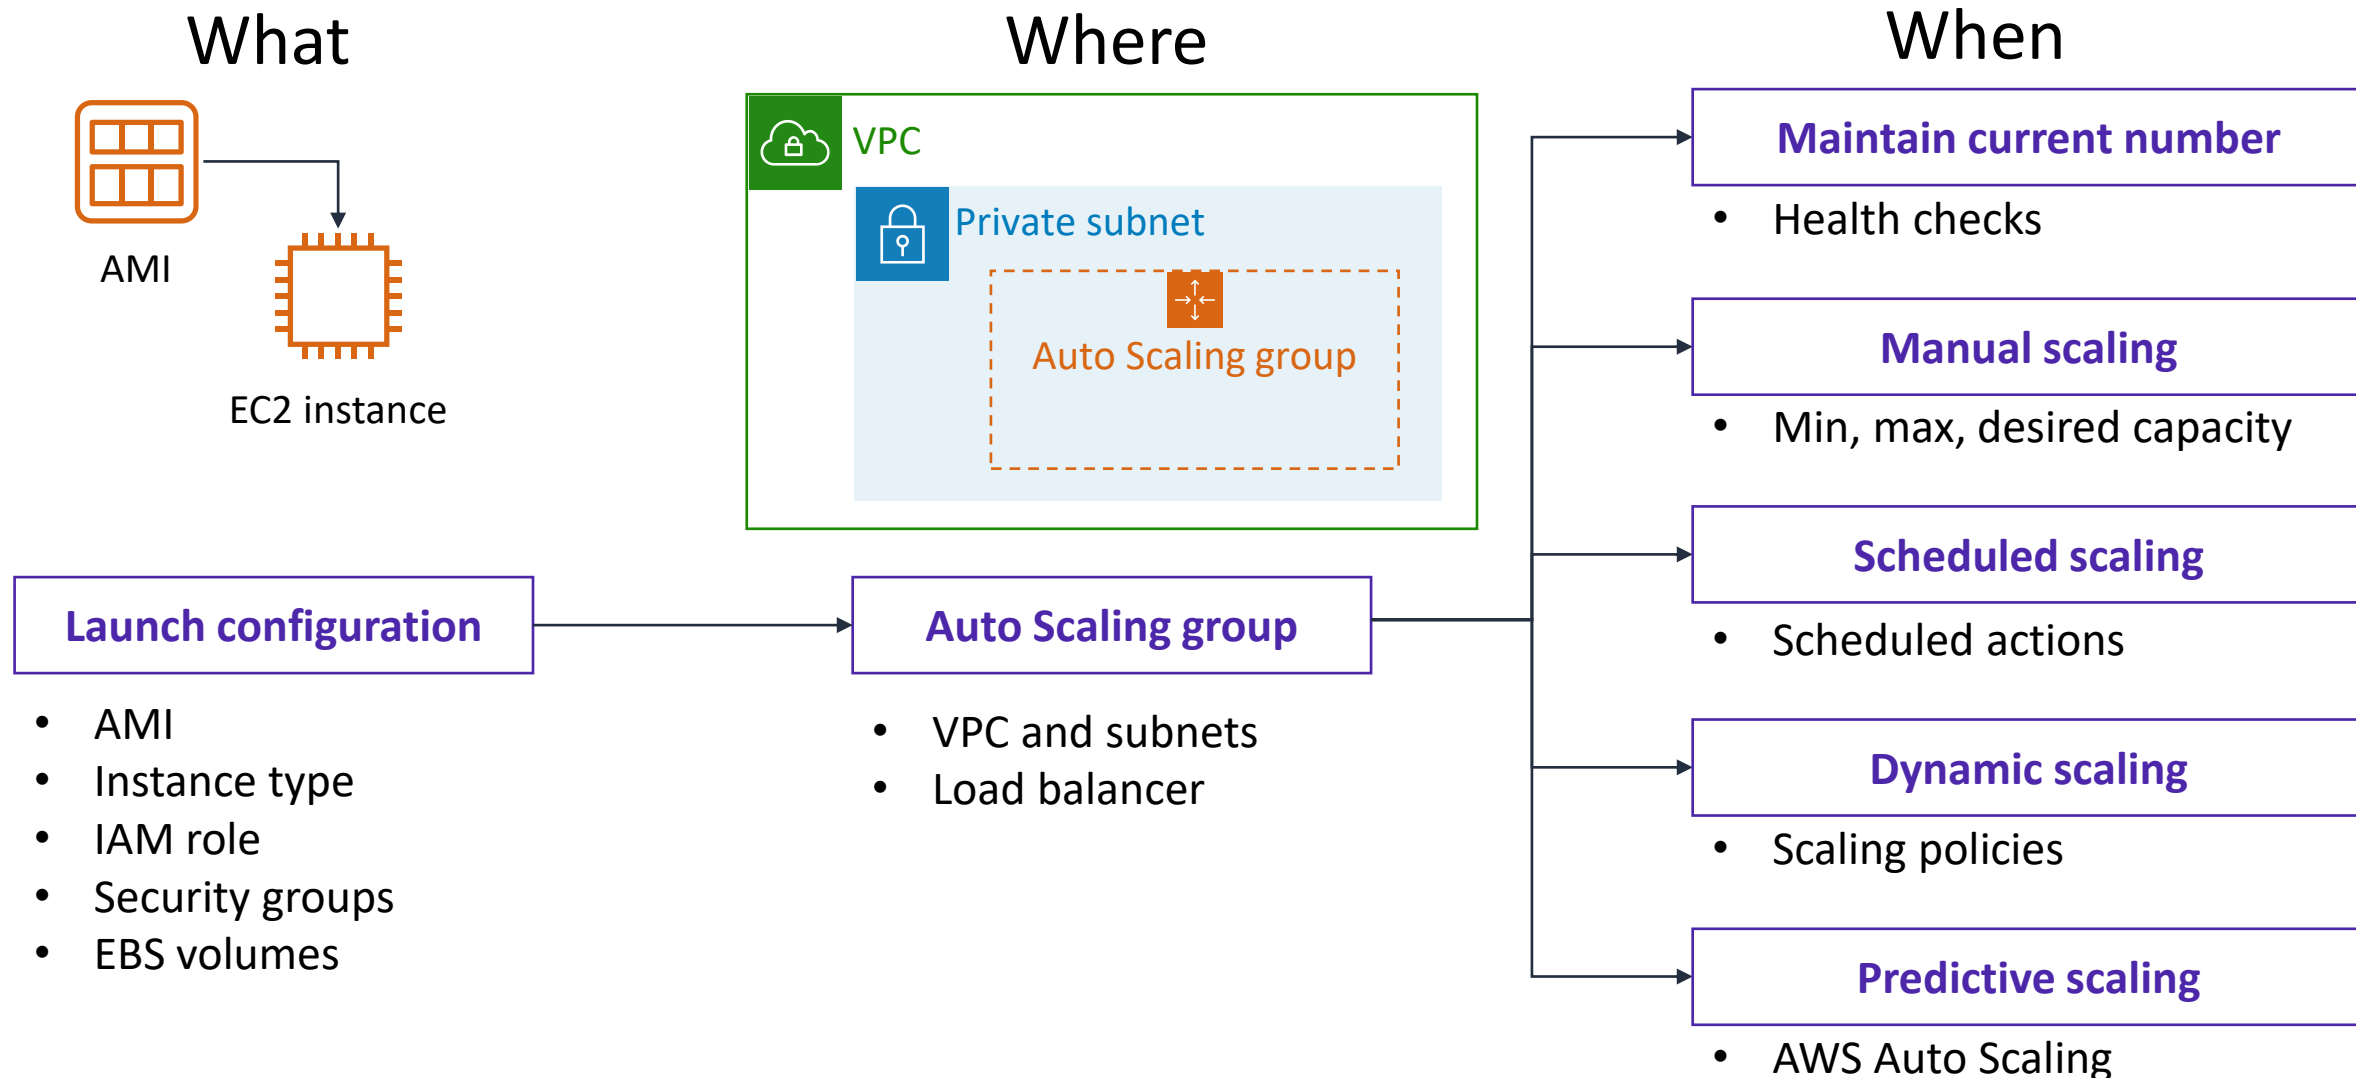 What
AMI
EC2 instance
Launch configuration
• AMI
• Instance type
• IAM role
• Security groups
• EBS volumes
Where
VPC
Private subnet
Auto Scaling group
Auto Scaling group
• VPC and subnets
• Load balancer
When
Maintain current number
• Health checks
Manual scaling
• Min, max, desired capacity
Scheduled scaling
• Scheduled actions
Dynamic scaling
• Scaling policies
Predictive scaling
• AWS Auto Scaling